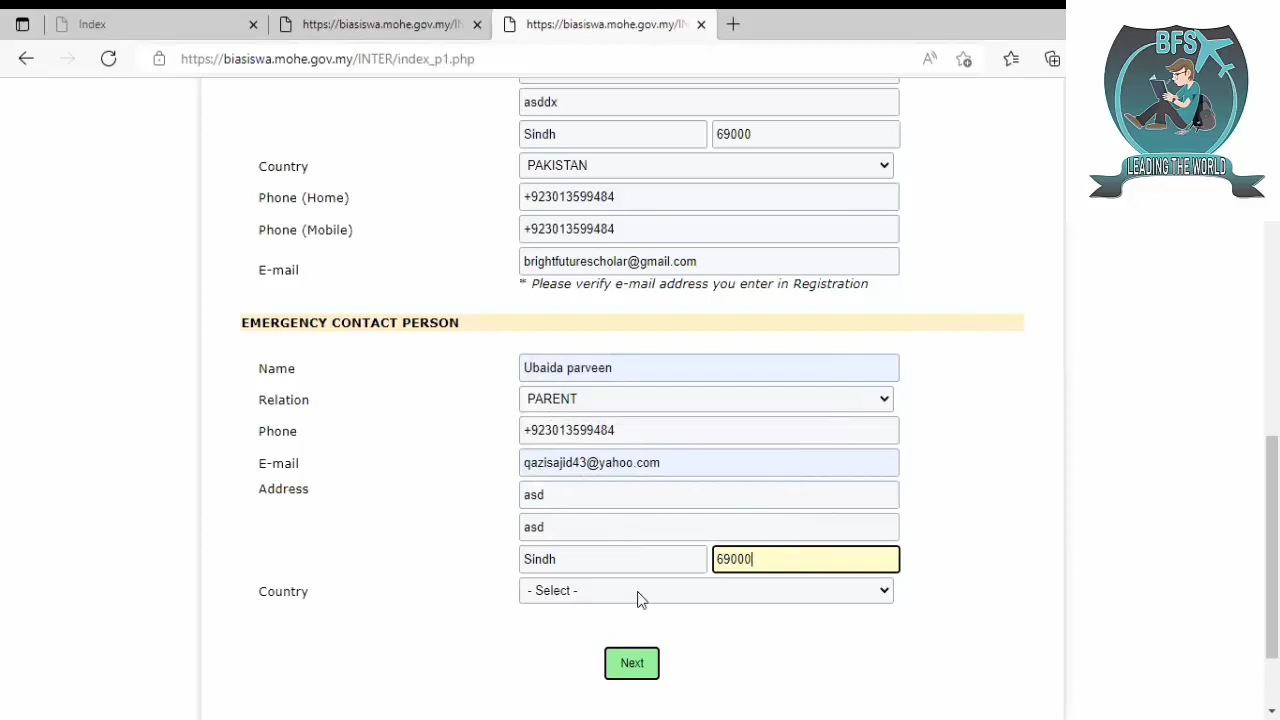 Index
https://biasiswa.mohe.gov.my/IN
https://biasiswa.mohe.gov.my/IN
https://biasiswa.mohe.gov.my/INTER/index_p1.php
BFS
LEADING THE WORLD
asddx
Sindh 69000
Country PAKISTAN
Phone (Home) +923013599484
Phone (Mobile) +923013599484
E-mail brightfuturescholar@gmail.com
* Please verify e-mail address you enter in Registration
EMERGENCY CONTACT PERSON
Name Ubaida parveen
Relation PARENT
Phone +923013599484
E-mail qazisajid43@yahoo.com
Address asd
asd
Sindh 69000
Country - Select -
Next